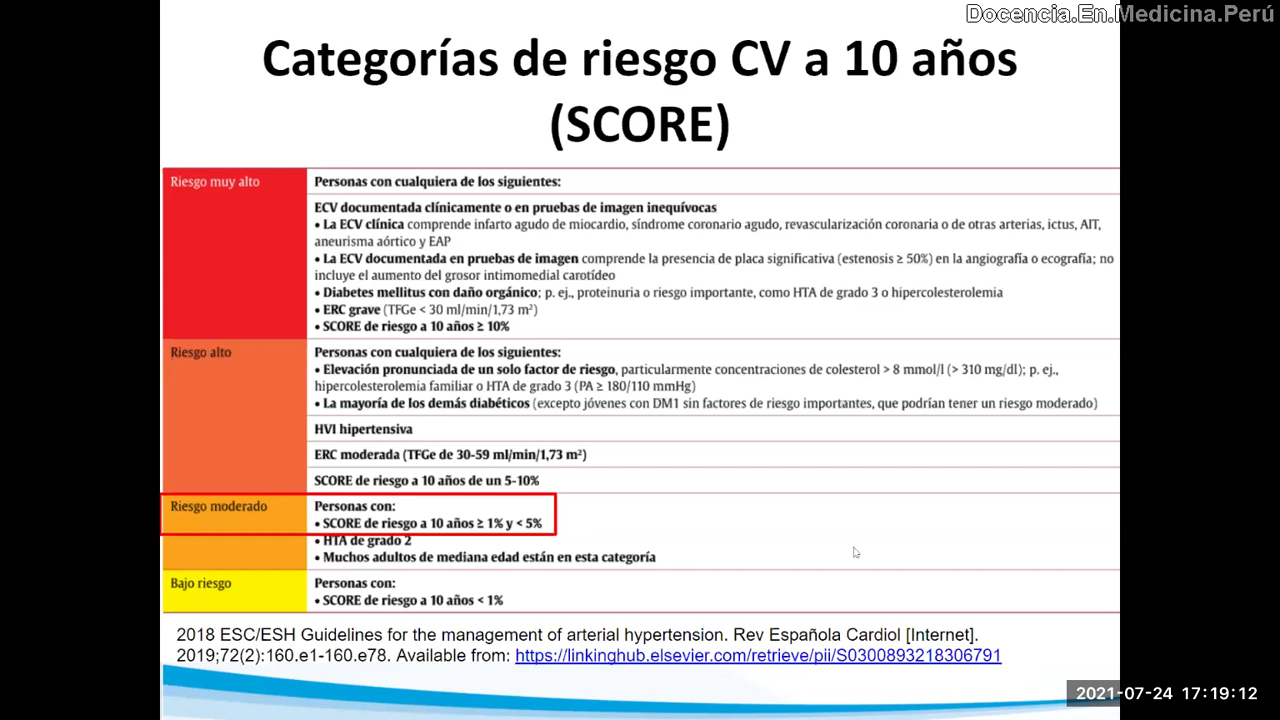 Docencia.En.Medicina.Perú
Categorías de riesgo CV a 10 años
(SCORE)
Riesgo muy alto
Personas con cualquiera de los siguientes:
ECV documentada clínicamente o en pruebas de imagen inequívocas
• La ECV clínica comprende infarto agudo de miocardio, síndrome coronario agudo, revascularización coronaria o de otras arterias, ictus, AIT,
aneurisma aórtico y EAP
• La ECV documentada en pruebas de imagen comprende la presencia de placa significativa (estenosis ≥ 50%) en la angiografía o ecografía; no
incluye el aumento del grosor intimomedial carotídeo
• Diabetes mellitus con daño orgánico; p. ej., proteinuria o riesgo importante, como HTA de grado 3 o hipercolesterolemia
• ERC grave (TFGe < 30 ml/min/1,73 m²)
• SCORE de riesgo a 10 años ≥ 10%
Riesgo alto
Personas con cualquiera de los siguientes:
• Elevación pronunciada de un solo factor de riesgo, particularmente concentraciones de colesterol > 8 mmol/l (> 310 mg/dl); p. ej.,
hipercolesterolemia familiar o HTA de grado 3 (PA ≥ 180/110 mmHg)
• La mayoría de los demás diabéticos (excepto jóvenes con DM1 sin factores de riesgo importantes, que podrían tener un riesgo moderado)
HVI hipertensiva
ERC moderada (TFGe de 30-59 ml/min/1,73 m²)
SCORE de riesgo a 10 años de un 5-10%
Riesgo moderado
Personas con:
• SCORE de riesgo a 10 años ≥ 1% y < 5%
• HTA de grado 2
• Muchos adultos de mediana edad están en esta categoría
Bajo riesgo
Personas con:
• SCORE de riesgo a 10 años < 1%
2018 ESC/ESH Guidelines for the management of arterial hypertension. Rev Española Cardiol [Internet].
2019;72(2):160.e1-160.e78. Available from: https://linkinghub.elsevier.com/retrieve/pii/S0300893218306791
2021-07-24 17:19:12